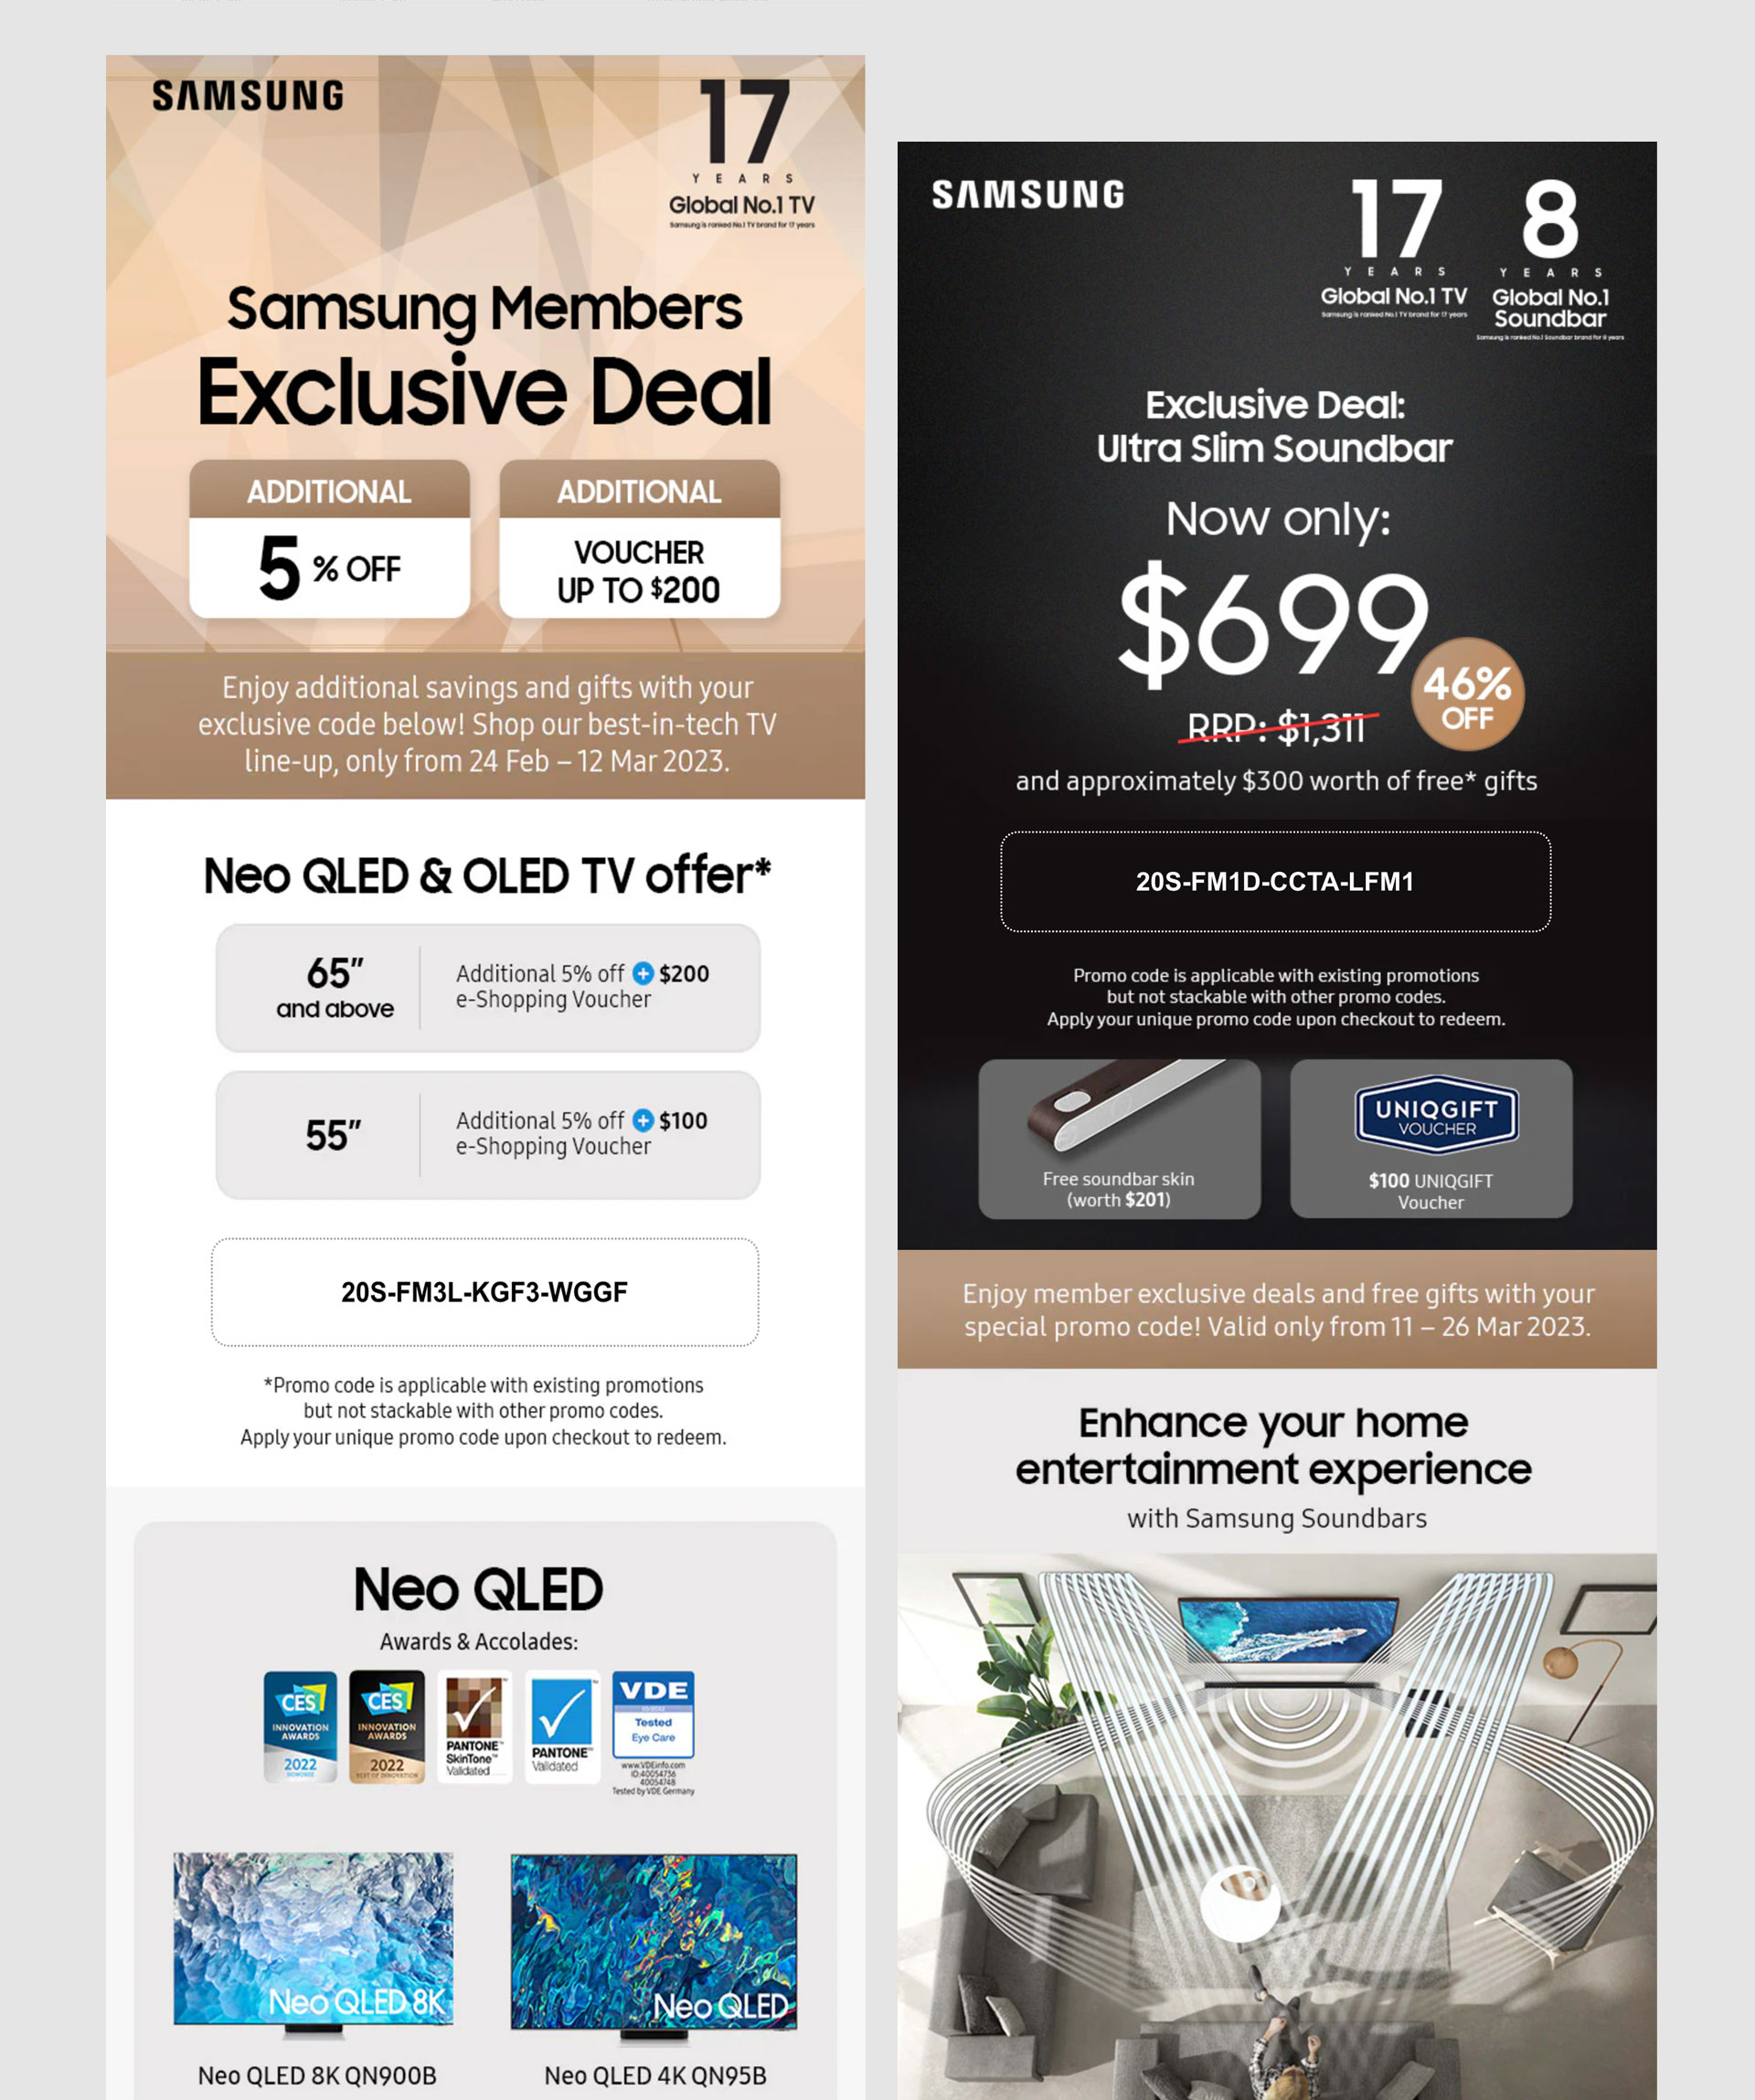 SAMSUNG
17
YEARS
Global No.1 TV
Samsung is ranked No.1 TV brand for 17 years
Samsung Members
Exclusive Deal
ADDITIONAL
5% OFF
ADDITIONAL
VOUCHER
UP TO $200
Enjoy additional savings and gifts with your
exclusive code below! Shop our best-in-tech TV
line-up, only from 24 Feb – 12 Mar 2023.
Neo QLED & OLED TV offer*
65”
and above
Additional 5% off + $200
e-Shopping Voucher
55”
Additional 5% off + $100
e-Shopping Voucher
20S-FM3L-KGF3-WGGF
*Promo code is applicable with existing promotions
but not stackable with other promo codes.
Apply your unique promo code upon checkout to redeem.
Neo QLED
Awards & Accolades:
CES
INNOVATION
AWARDS
2022
HONOREE
CES
INNOVATION
AWARDS
2022
BEST OF INNOVATION
PANTONE™
SkinTone™
Validated
PANTONE™
Validated
VDE
Tested
Eye Care
www.VDEinfo.com
ID:40054736
40054748
Tested by VDE Germany
Neo QLED 8K
Neo QLED
Neo QLED 8K QN900B
Neo QLED 4K QN95B
SAMSUNG
17
YEARS
Global No.1 TV
Samsung is ranked No.1 TV brand for 17 years
8
YEARS
Global No.1
Soundbar
Samsung is ranked No.1 Soundbar brand for 8 years
Exclusive Deal:
Ultra Slim Soundbar
Now only:
$699
46%
OFF
RRP: $1,311
and approximately $300 worth of free* gifts
20S-FM1D-CCTA-LFM1
Promo code is applicable with existing promotions
but not stackable with other promo codes.
Apply your unique promo code upon checkout to redeem.
Free soundbar skin
(worth $201)
UNIQGIFT
VOUCHER
$100 UNIQGIFT
Voucher
Enjoy member exclusive deals and free gifts with your
special promo code! Valid only from 11 – 26 Mar 2023.
Enhance your home
entertainment experience
with Samsung Soundbars